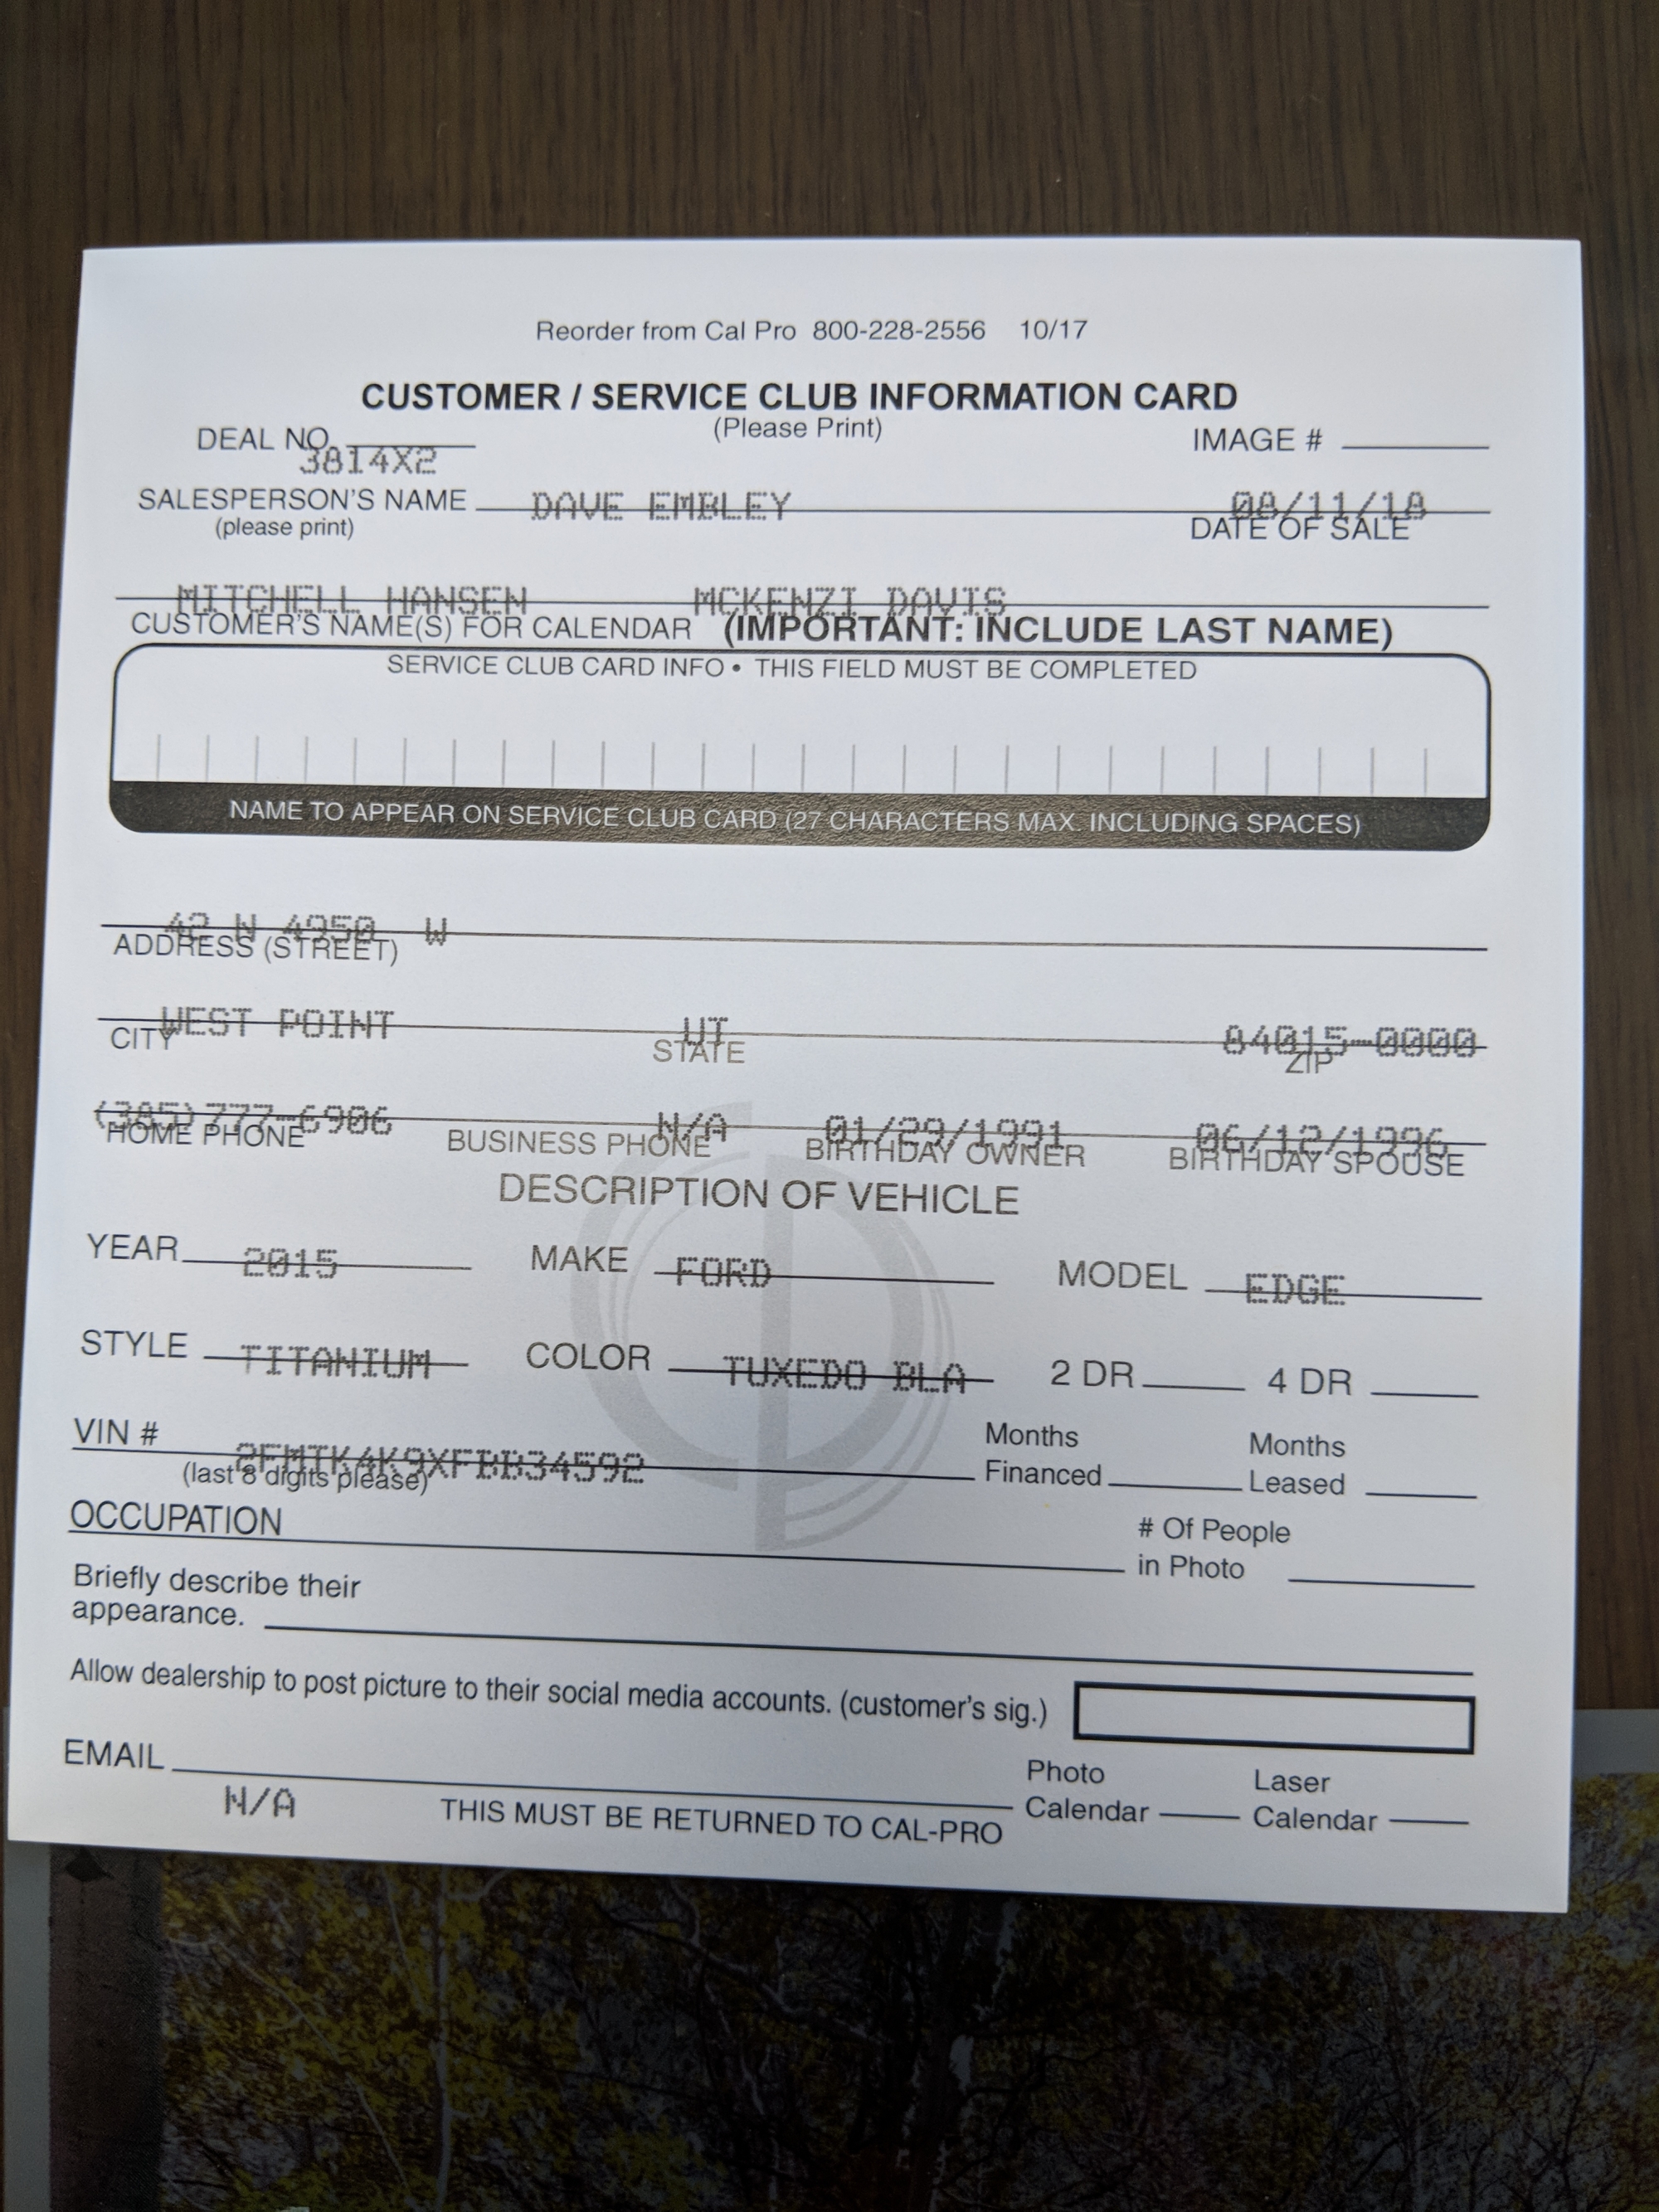 Reorder from Cal Pro 800-228-2556 10/17
CUSTOMER / SERVICE CLUB INFORMATION CARD
(Please Print)
DEAL NO. 3814X2 IMAGE #
SALESPERSON'S NAME DAVE EMBLEY 08/11/18
(please print) DATE OF SALE
MITCHELL HANSEN MCKENZI DAVIS
CUSTOMER'S NAME(S) FOR CALENDAR (IMPORTANT: INCLUDE LAST NAME)
SERVICE CLUB CARD INFO • THIS FIELD MUST BE COMPLETED
NAME TO APPEAR ON SERVICE CLUB CARD (27 CHARACTERS MAX. INCLUDING SPACES)
42 N 4950 W
ADDRESS (STREET)
WEST POINT UT 84015-0000
CITY STATE ZIP
(385)777-6906 N/A 01/29/1991 06/12/1996
HOME PHONE BUSINESS PHONE BIRTHDAY OWNER BIRTHDAY SPOUSE
DESCRIPTION OF VEHICLE
YEAR 2015 MAKE FORD MODEL EDGE
STYLE TITANIUM COLOR TUXEDO BLA 2 DR 4 DR
VIN # 2FMTK4K9XFBB34592 Months Financed Months Leased
(last 8 digits please)
OCCUPATION # Of People in Photo
Briefly describe their
appearance.
Allow dealership to post picture to their social media accounts. (customer's sig.)
EMAIL Photo Calendar Laser Calendar
N/A THIS MUST BE RETURNED TO CAL-PRO